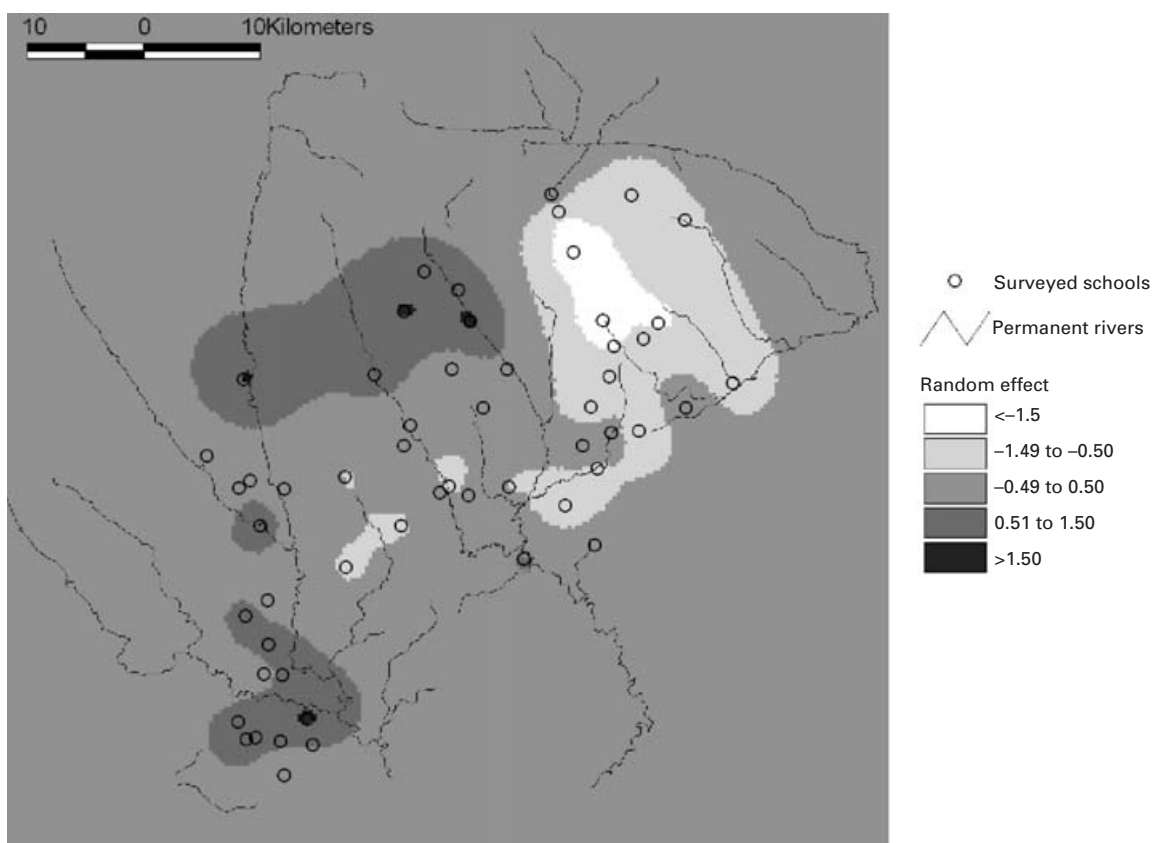 10 0 10Kilometers
Surveyed schools
Permanent rivers
Random effect
<–1.5
–1.49 to –0.50
–0.49 to 0.50
0.51 to 1.50
>1.50